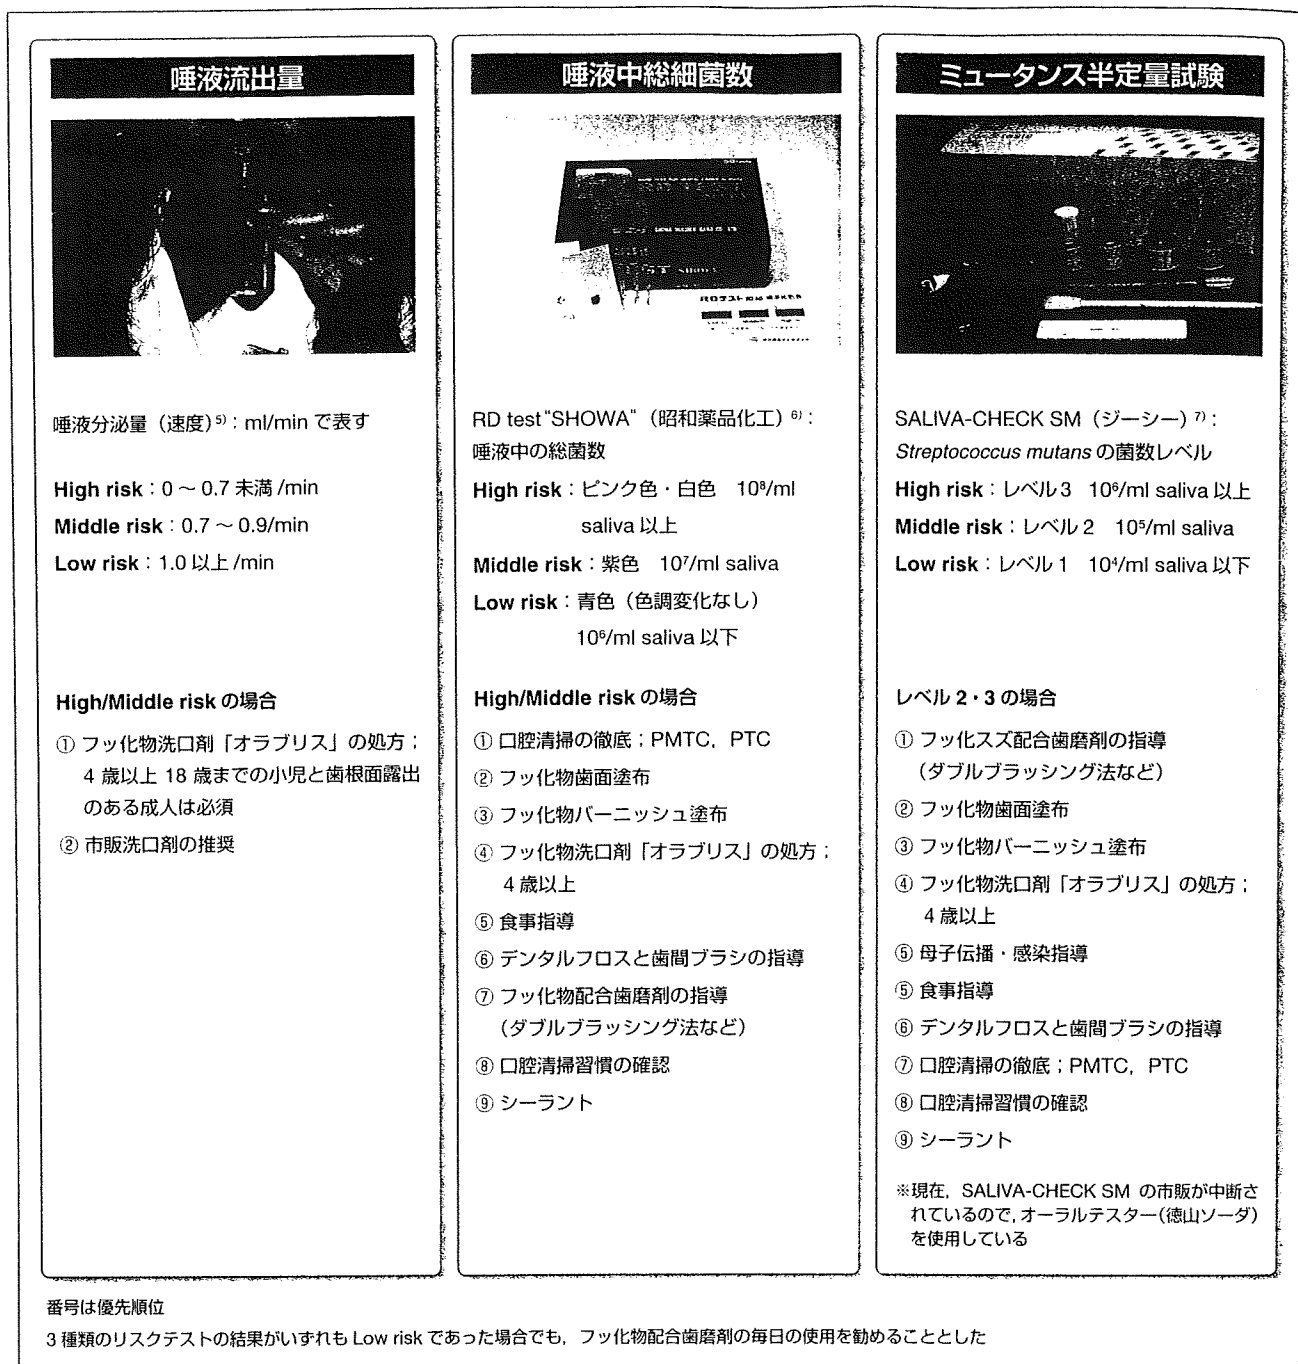 唾液流出量
唾液分泌量（速度）5)：ml/min で表す
High risk：0 ～ 0.7 未満 /min
Middle risk：0.7 ～ 0.9/min
Low risk：1.0 以上 /min
High/Middle risk の場合
① フッ化物洗口剤「オラブリス」の処方；
4 歳以上 18 歳までの小児と歯根面露出
のある成人は必須
② 市販洗口剤の推奨
唾液中総細菌数
RDテスト
RD test"SHOWA"（昭和薬品化工）6)：
唾液中の総菌数
High risk：ピンク色・白色　10⁸/ml
saliva 以上
Middle risk：紫色　10⁷/ml saliva
Low risk：青色（色調変化なし）
10⁶/ml saliva 以下
High/Middle risk の場合
① 口腔清掃の徹底；PMTC，PTC
② フッ化物歯面塗布
③ フッ化物バーニッシュ塗布
④ フッ化物洗口剤「オラブリス」の処方；
4 歳以上
⑤ 食事指導
⑥ デンタルフロスと歯間ブラシの指導
⑦ フッ化物配合歯磨剤の指導
（ダブルブラッシング法など）
⑧ 口腔清掃習慣の確認
⑨ シーラント
ミュータンス半定量試験
SALIVA-CHECK SM（ジーシー）7)：
Streptococcus mutans の菌数レベル
High risk：レベル 3　10⁶/ml saliva 以上
Middle risk：レベル 2　10⁵/ml saliva
Low risk：レベル 1　10⁴/ml saliva 以下
レベル 2・3 の場合
① フッ化スズ配合歯磨剤の指導
（ダブルブラッシング法など）
② フッ化物歯面塗布
③ フッ化物バーニッシュ塗布
④ フッ化物洗口剤「オラブリス」の処方；
4 歳以上
⑤ 母子伝播・感染指導
⑤ 食事指導
⑥ デンタルフロスと歯間ブラシの指導
⑦ 口腔清掃の徹底；PMTC，PTC
⑧ 口腔清掃習慣の確認
⑨ シーラント
※現在，SALIVA-CHECK SM の市販が中断さ
れているので，オーラルテスター（徳山ソーダ）
を使用している
番号は優先順位
3 種類のリスクテストの結果がいずれも Low risk であった場合でも，フッ化物配合歯磨剤の毎日の使用を勧めることとした